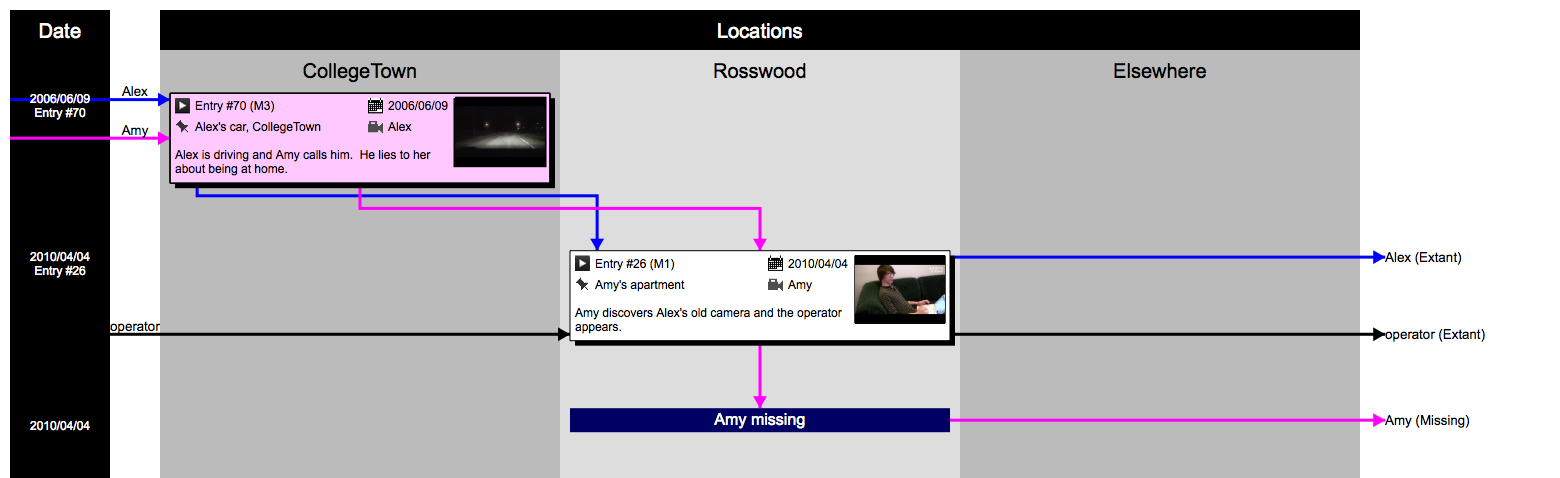 Date
Locations
CollegeTown
Rosswood
Elsewhere
2006/06/09
Entry #70
Alex
Amy
Entry #70 (M3)
2006/06/09
Alex's car, CollegeTown
Alex
Alex is driving and Amy calls him.  He lies to her
about being at home.
2010/04/04
Entry #26
Entry #26 (M1)
2010/04/04
Amy's apartment
Amy
Amy discovers Alex's old camera and the operator
appears.
Alex (Extant)
operator
operator (Extant)
2010/04/04
Amy missing
Amy (Missing)